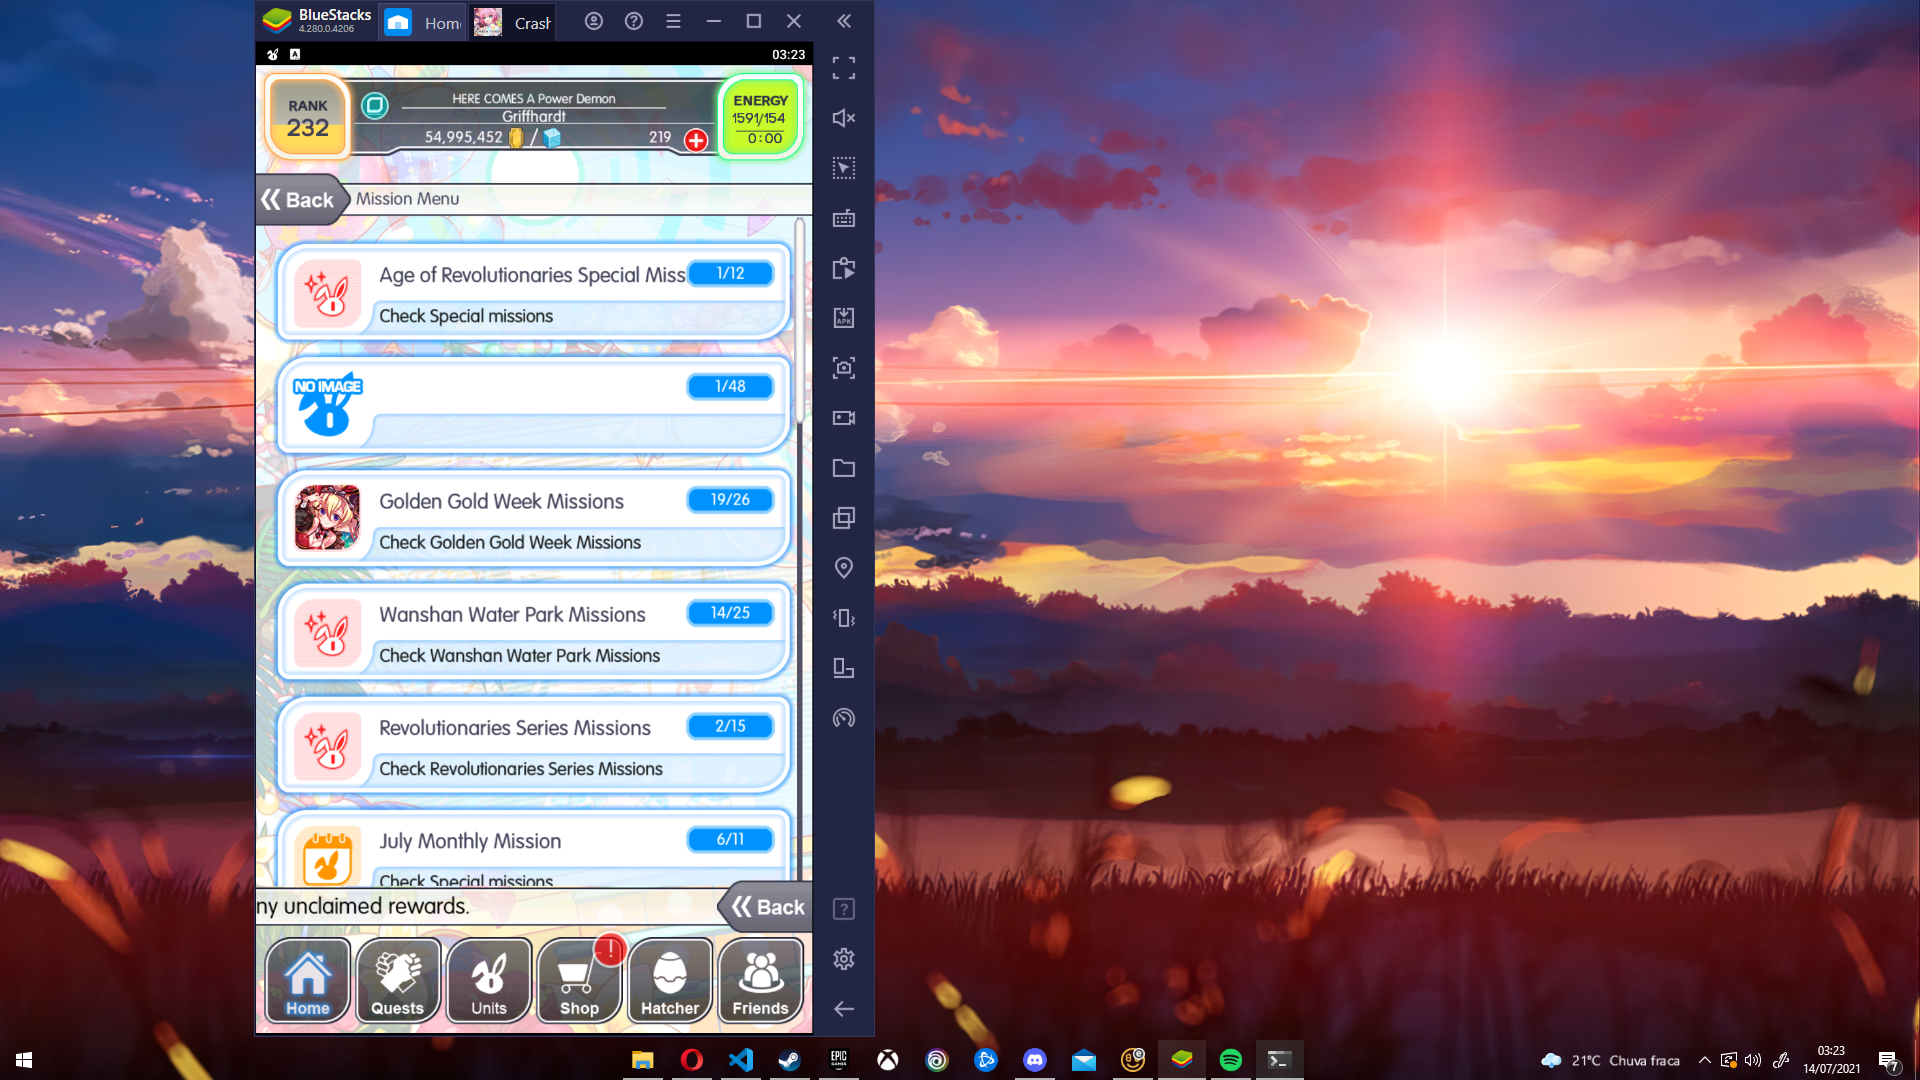 BlueStacks
4.280.0.4206
Home
Crash
03:23
RANK
232
HERE COMES A Power Demon
Griffhardt
54,995,452 /
219
ENERGY
1591/154
0:00
Back
Mission Menu
Age of Revolutionaries Special Miss
1/12
Check Special missions
NO IMAGE
1/48
Golden Gold Week Missions
19/26
Check Golden Gold Week Missions
Wanshan Water Park Missions
14/25
Check Wanshan Water Park Missions
Revolutionaries Series Missions
2/15
Check Revolutionaries Series Missions
July Monthly Mission
6/11
Check Special missions
ny unclaimed rewards.
Back
Home
Quests
Units
Shop
Hatcher
Friends
APK
EPIC
GAMES
21°C Chuva fraca
03:23
14/07/2021
7